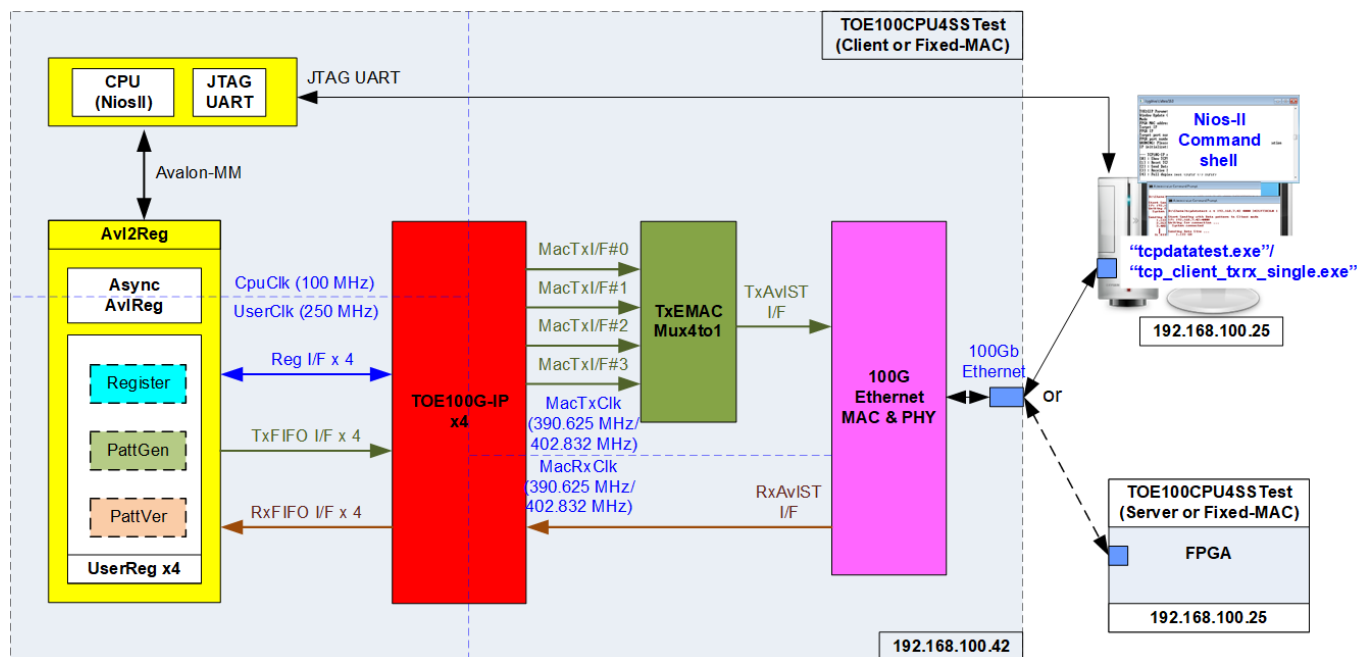 TOE100CPU4SSTest
(Client or Fixed-MAC)
CPU
(NiosII)
JTAG
UART
JTAG UART
Avalon-MM
Nios-II
Command
shell
"tcpdatatest.exe"/
"tcp_client_txrx_single.exe"
192.168.100.25
Avl2Reg
Async
AvlReg
CpuClk (100 MHz)
UserClk (250 MHz)
Register
PattGen
PattVer
UserReg x4
Reg I/F x 4
TxFIFO I/F x 4
RxFIFO I/F x 4
TOE100G-IP
x4
MacTxI/F#0
MacTxI/F#1
MacTxI/F#2
MacTxI/F#3
MacTxClk
(390.625 MHz/
402.832 MHz)
MacRxClk
(390.625 MHz/
402.832 MHz)
TxEMAC
Mux4to1
TxAvlST
I/F
RxAvlST
I/F
100G
Ethernet
MAC & PHY
100Gb
Ethernet
or
TOE100CPU4SSTest
(Server or Fixed-MAC)
FPGA
192.168.100.25
192.168.100.42